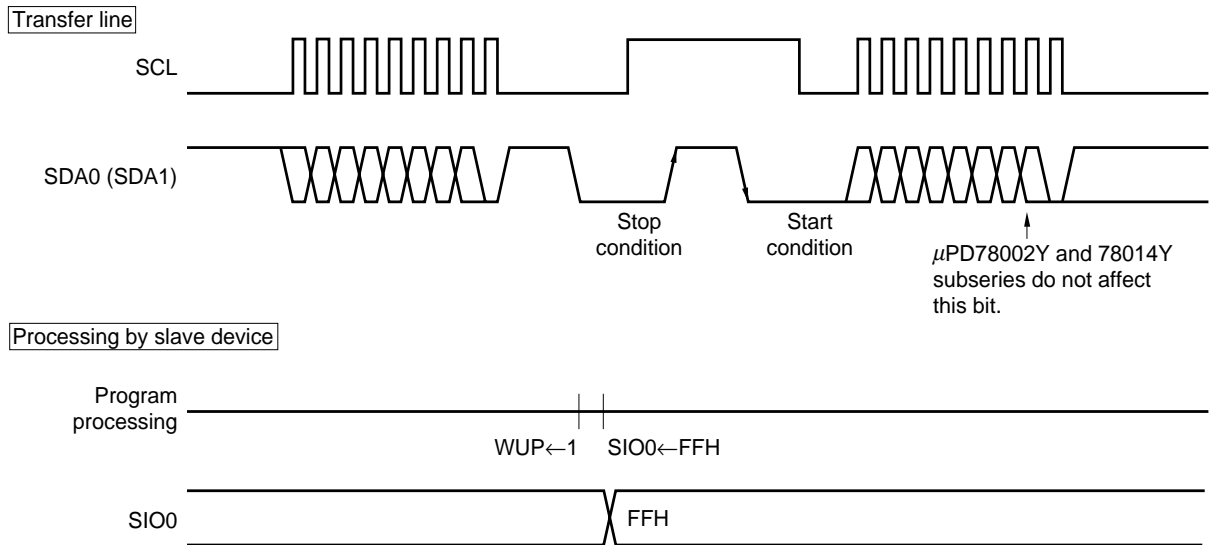 Transfer line
SCL
SDA0 (SDA1)
Stop
condition
Start
condition
μPD78002Y and 78014Y
subseries do not affect
this bit.
Processing by slave device
Program
processing
WUP←1
SIO0←FFH
SIO0
FFH